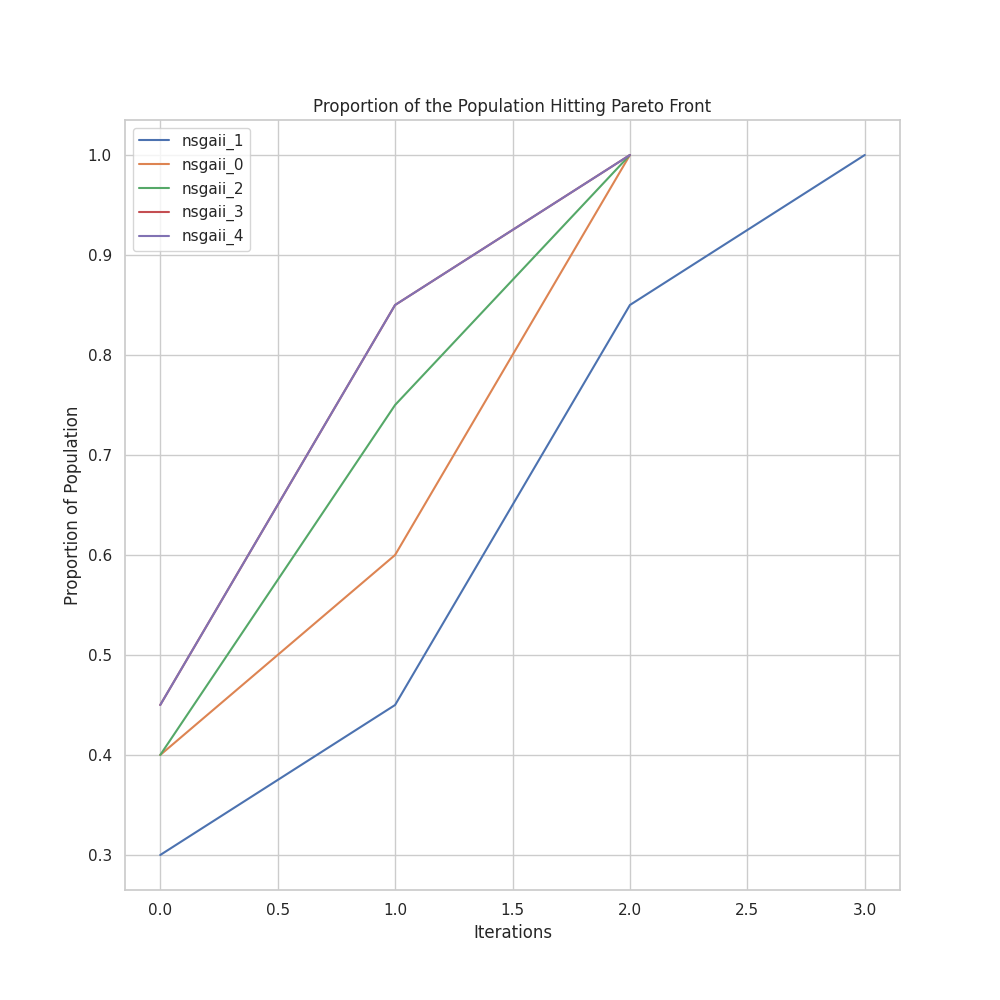 Proportion of the Population Hitting Pareto Front
nsgaii_1
nsgaii_0
nsgaii_2
nsgaii_3
nsgaii_4
Proportion of Population
1.0
0.9
0.8
0.7
0.6
0.5
0.4
0.3
0.0 0.5 1.0 1.5 2.0 2.5 3.0
Iterations